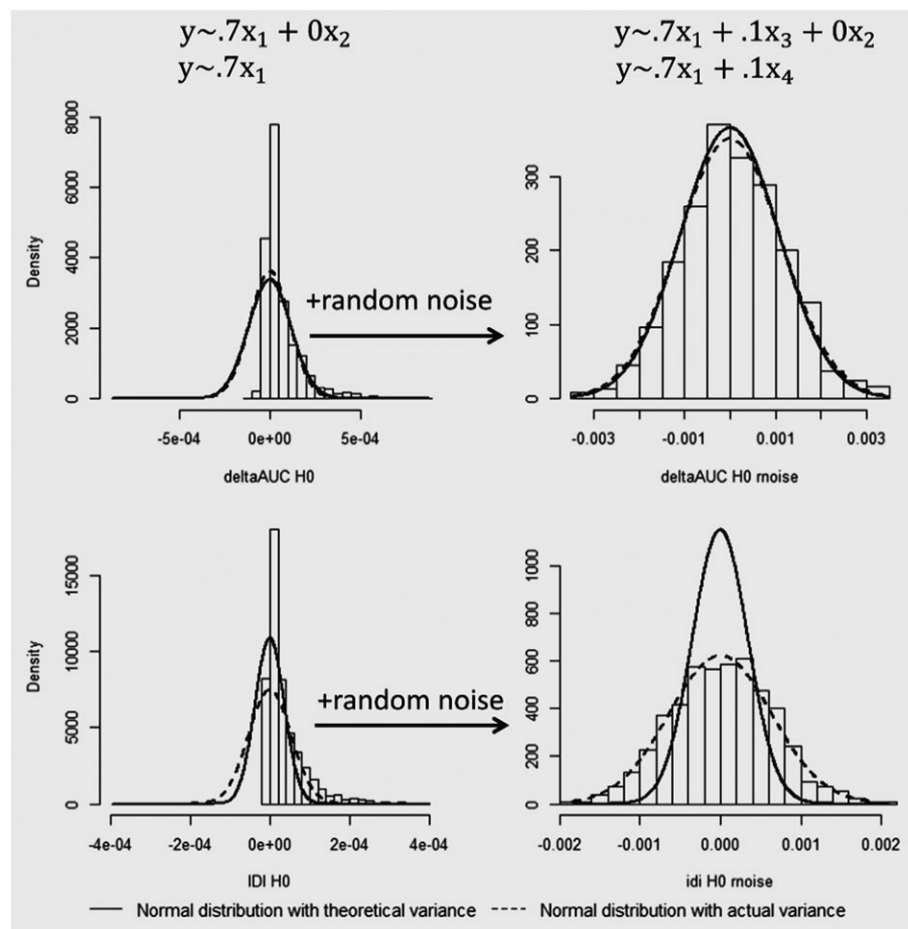 y~.7x₁ + 0x₂
y~.7x₁
y~.7x₁ + .1x₃ + 0x₂
y~.7x₁ + .1x₄
Density
0 2000 4000 6000 8000
-5e-04 0e+00 5e-04
deltaAUC H0
+random noise
0 100 200 300
-0.003 -0.001 0.001 0.003
deltaAUC H0 rnoise
Density
0 5000 10000 15000
-4e-04 -2e-04 0e+00 2e-04 4e-04
IDI H0
+random noise
0 200 400 600 800 1000
-0.002 -0.001 0.000 0.001 0.002
idi H0 rnoise
Normal distribution with theoretical variance
Normal distribution with actual variance